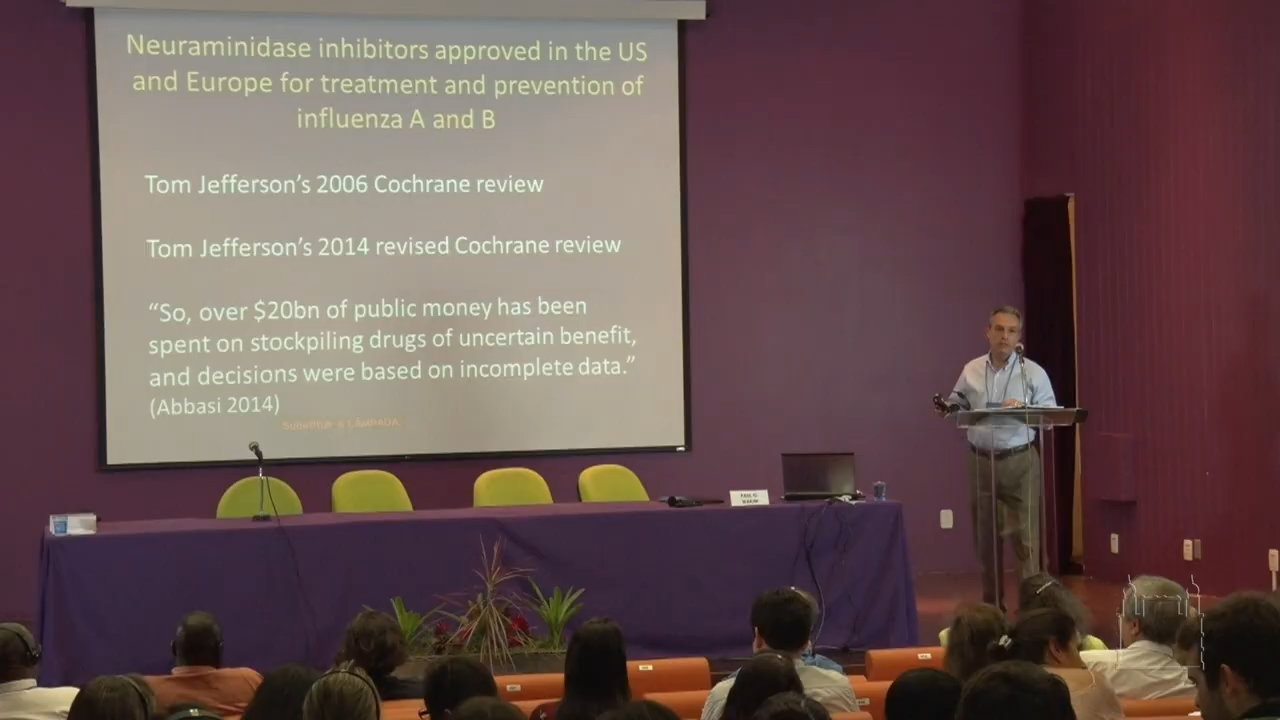 Neuraminidase inhibitors approved in the US
and Europe for treatment and prevention of
influenza A and B
Tom Jefferson's 2006 Cochrane review
Tom Jefferson's 2014 revised Cochrane review
“So, over $20bn of public money has been
spent on stockpiling drugs of uncertain benefit,
and decisions were based on incomplete data.”
(Abbasi 2014)
LÂMPADA